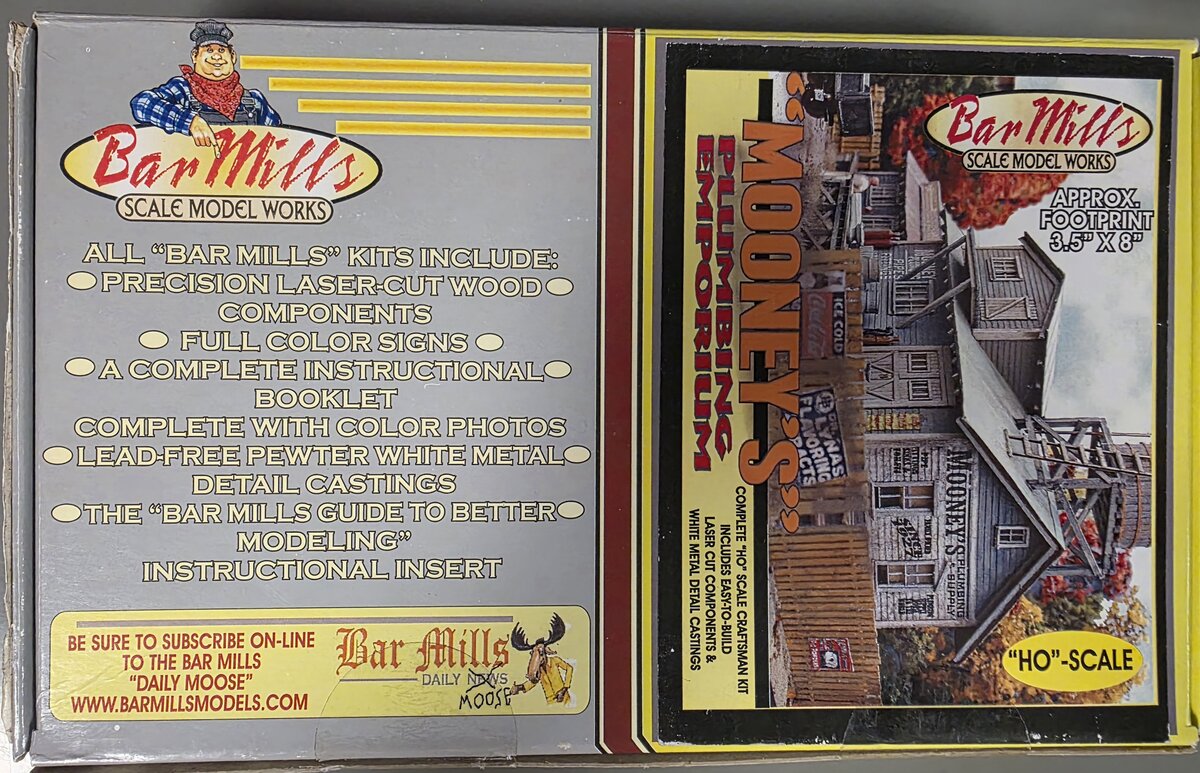 Bar Mills
SCALE MODEL WORKS
ALL “BAR MILLS” KITS INCLUDE:
PRECISION LASER-CUT WOOD
COMPONENTS
FULL COLOR SIGNS
A COMPLETE INSTRUCTIONAL
BOOKLET
COMPLETE WITH COLOR PHOTOS
LEAD-FREE PEWTER WHITE METAL
DETAIL CASTINGS
THE “BAR MILLS GUIDE TO BETTER
MODELING”
INSTRUCTIONAL INSERT
BE SURE TO SUBSCRIBE ON-LINE
TO THE BAR MILLS
“DAILY MOOSE”
WWW.BARMILLSMODELS.COM
Bar Mills
DAILY NEWS
MOOSE
Bar Mills
SCALE MODEL WORKS
APPROX.
FOOTPRINT
3.5” X 8”
“HO”-SCALE
MOONEY'S
PLUMBING
SUPPLY
ICE COLD
FLAVORING
“MOONEY'S”
PLUMBING
EMPORIUM
COMPLETE “HO” SCALE CRAFTSMAN KIT
INCLUDES EASY-TO-BUILD
LASER CUT COMPONENTS &
WHITE METAL DETAIL CASTINGS